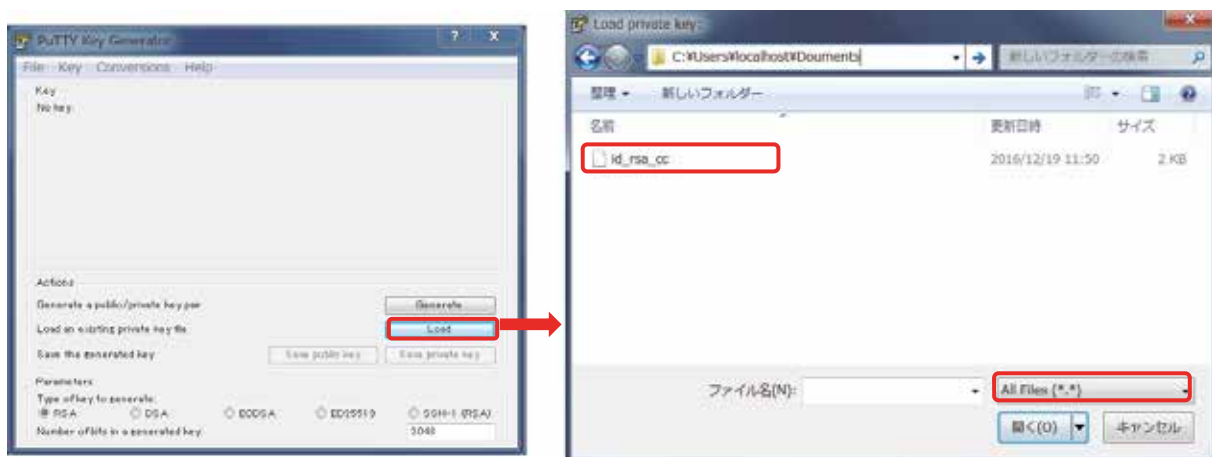 PuTTY Key Generator
File Key Conversions Help
Key
No key.
Actions
Generate a public/private key pair
Generate
Load an existing private key file
Load
Save the generated key
Save public key
Save private key
Parameters
Type of key to generate:
RSA DSA ECDSA ED25519 SSH-1 (RSA)
Number of bits in a generated key:
Load private key:
C:¥Users¥localhost¥Douments
新しいフォルダーの検索
整理
新しいフォルダー
名前 更新日時 サイズ
id_rsa_cc 2016/12/19 11:50 2 KB
ファイル名(N):
All Files (*.*)
開く(O)
キャンセル